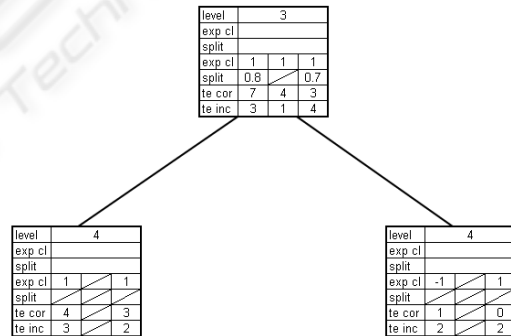 Techn
level 3
exp cl
split
exp cl 1 1 1
split 0.8 0.7
te cor 7 4 3
te inc 3 1 4
level 4
exp cl
split
exp cl 1 1
split
te cor 4 3
te inc 3 2
level 4
exp cl
split
exp cl -1 1
split
te cor 1 0
te inc 2 2